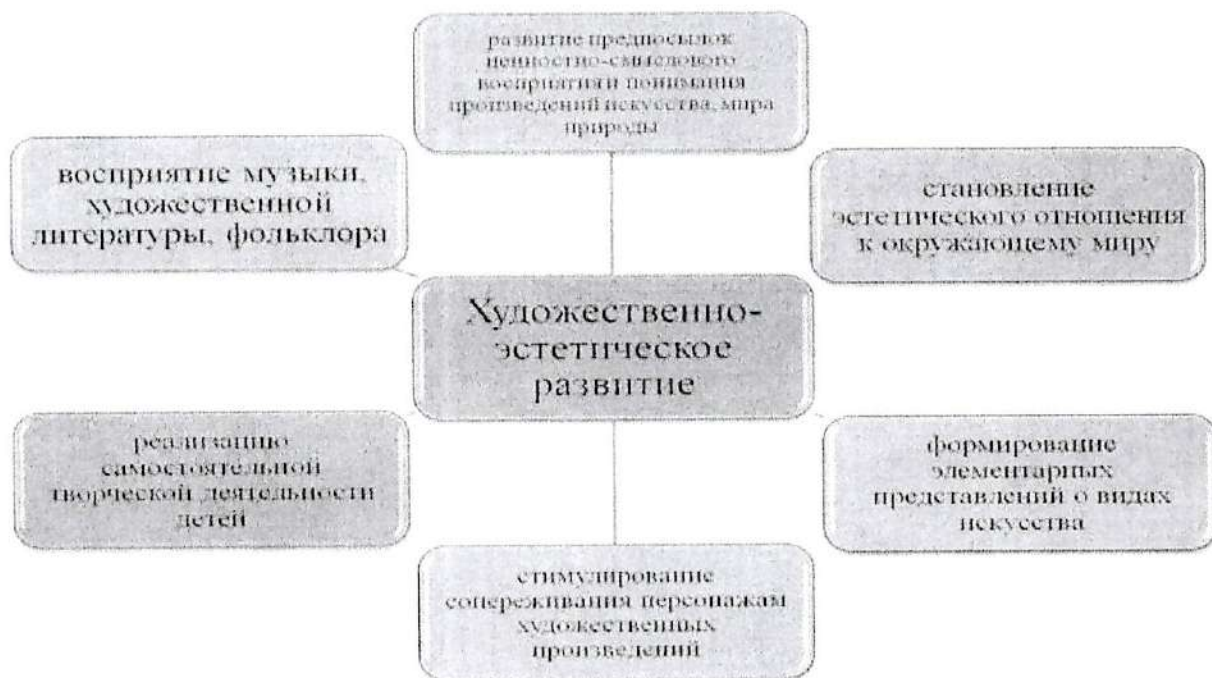 развитие предпосылок
ценностно-смыслового
восприятия и понимания
произведений искусства, мира
природы
восприятие музыки,
художественной
литературы, фольклора
становление
эстетического отношения
к окружающему миру
Художественно-
эстетическое
развитие
реализацию
самостоятельной
творческой деятельности
детей
формирование
элементарных
представлений о видах
искусства
стимулирование
сопереживания персонажам
художественных
произведений